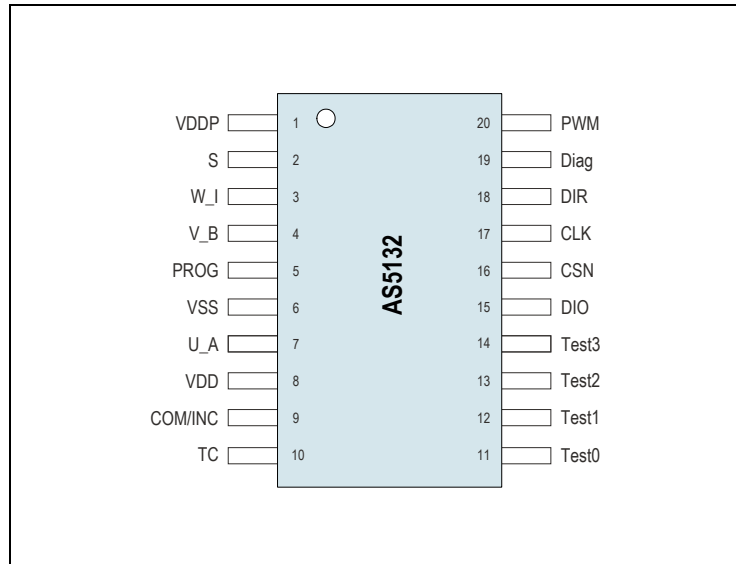 VDDP 1 20 PWM
S 2 19 Diag
W_I 3 18 DIR
V_B 4 17 CLK
PROG 5 16 CSN
VSS 6 15 DIO
U_A 7 14 Test3
VDD 8 13 Test2
COM/INC 9 12 Test1
TC 10 11 Test0
AS5132